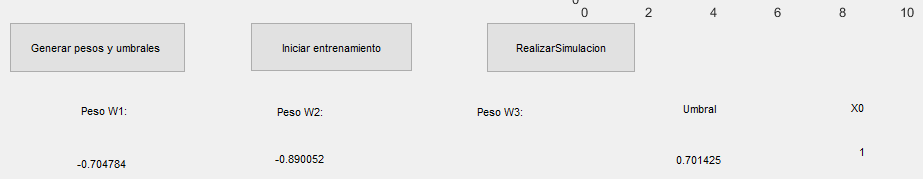 0
0 2 4 6 8 10
Generar pesos y umbrales Iniciar entrenamiento RealizarSimulacion
Peso W1: Peso W2: Peso W3: Umbral X0
-0.704784 -0.890052 0.701425 1